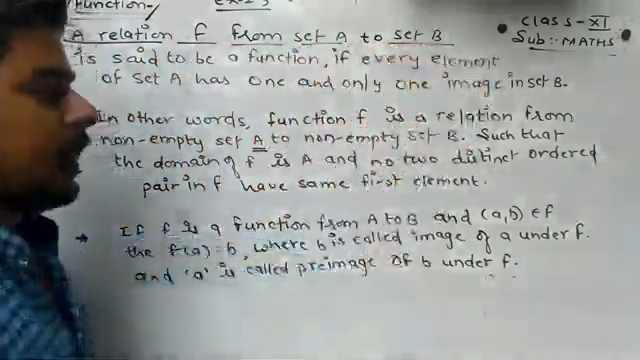 Function-,
Class-XI
Sub:-MATHS
A relation f from set A to set B
is said to be a function, if every element
of set A has one and only one image in set B.
In other words, function f is a relation from
non-empty set A to non-empty set B. Such that
the domain of f is A and no two distinct ordered
pair in f have same first element.
* If f is a function from A to B and (a,b) ∈ f
the f(a)=b, where b is called image of a under f.
and 'a' is called preimage of b under f.